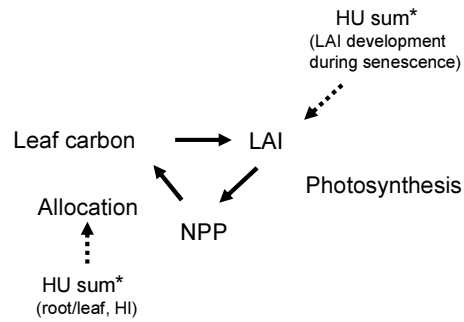 HU sum*
(LAI development
during senescence)
Leaf carbon
LAI
Photosynthesis
Allocation
NPP
HU sum*
(root/leaf, HI)